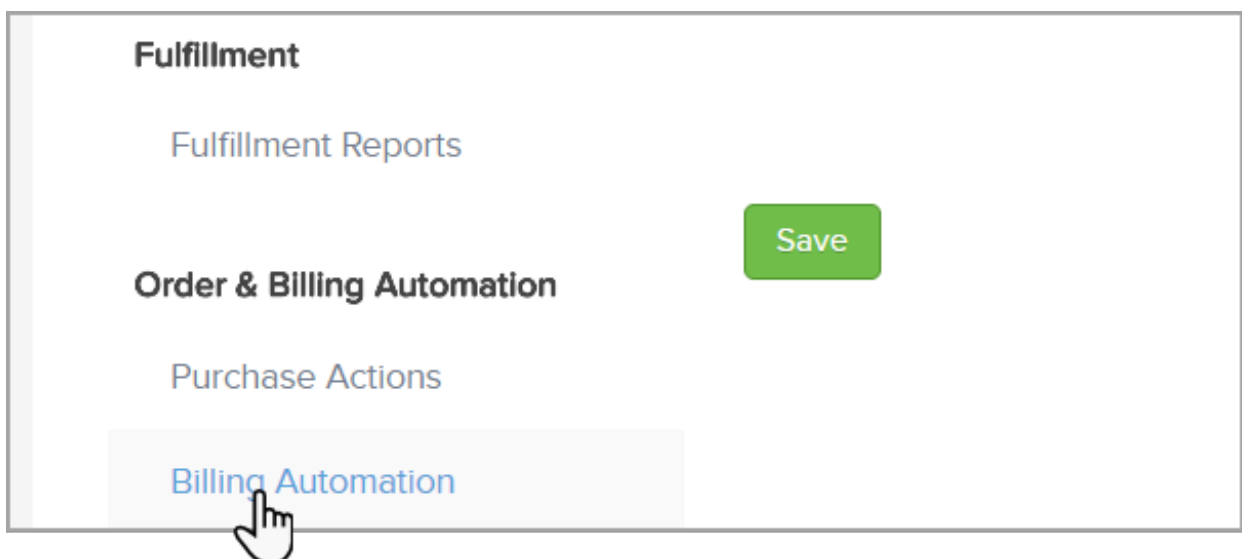 Fulfillment
Fulfillment Reports
Save
Order & Billing Automation
Purchase Actions
Billing Automation